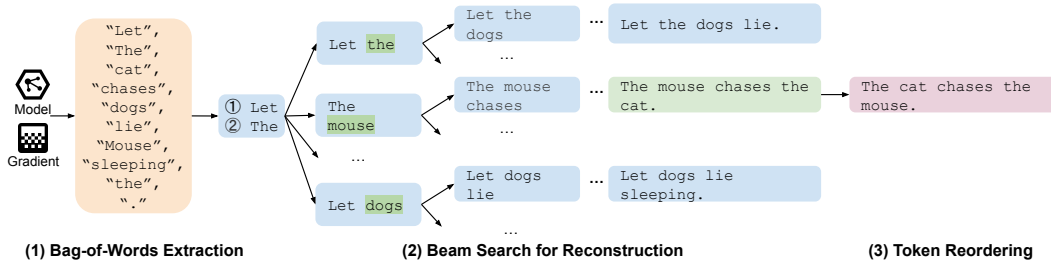 Model
Gradient
“Let”,
“The”,
“cat”,
“chases”,
“dogs”,
“lie”,
“Mouse”,
“sleeping”,
“the”,
“.”
① Let
② The
Let the
The
mouse
...
Let dogs
Let the
dogs
...
The mouse
chases
...
Let dogs
lie
...
... Let the dogs lie.
... The mouse chases the
cat.
... Let dogs lie
sleeping.
The cat chases the
mouse.
(1) Bag-of-Words Extraction
(2) Beam Search for Reconstruction
(3) Token Reordering